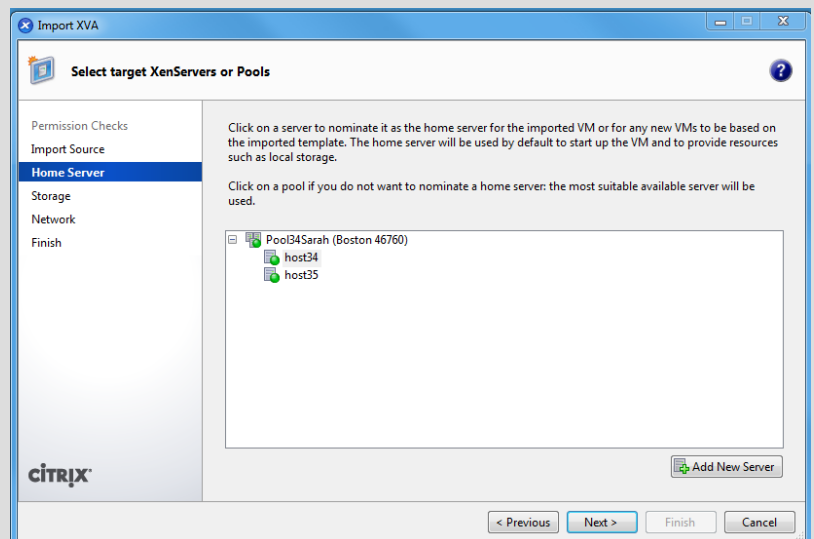 Import XVA
Select target XenServers or Pools
Permission Checks
Import Source
Home Server
Storage
Network
Finish
Click on a server to nominate it as the home server for the imported VM or for any new VMs to be based on
the imported template. The home server will be used by default to start up the VM and to provide resources
such as local storage.
Click on a pool if you do not want to nominate a home server: the most suitable available server will be
used.
Pool34Sarah (Boston 46760)
host34
host35
Add New Server
CITRIX
< Previous
Next >
Finish
Cancel